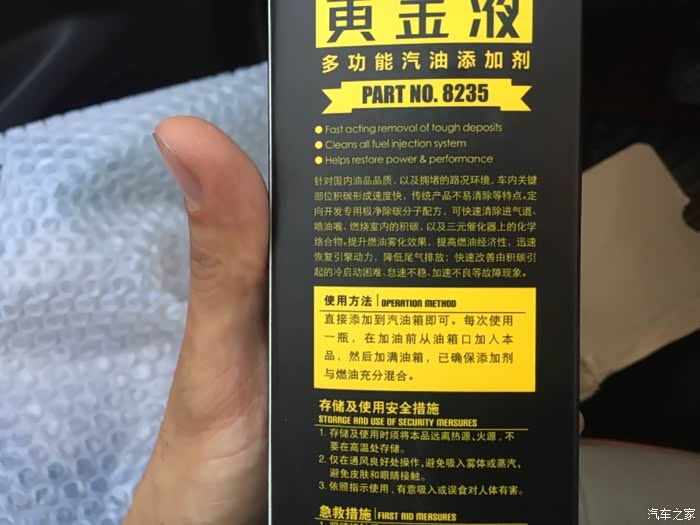 黄金液
多功能汽油添加剂
PART NO. 8235
Fast acting removal of tough deposits
Cleans all fuel injection system
Helps restore power & performance
针对国内油品品质，以及拥堵的路况环境，车内关键
部位积碳形成速度快，传统产品不易清除等特点。定
向开发专用极净除碳分子配方，可快速清除进气道、
喷油嘴、燃烧室内的积碳，以及三元催化器上的化学
络合物。提升燃油雾化效果，提高燃油经济性，迅速
恢复引擎动力，降低尾气排放；快速改善由积碳引
起的冷启动困难、怠速不稳、加速不良等故障现象。
使用方法 | OPERATION METHOD
直接添加到汽油箱即可。每次使用
一瓶，在加油前从油箱口加入本
品，然后加满油箱，已确保添加剂
与燃油充分混合。
存储及使用安全措施
STORAGE AND USE OF SECURITY MEASURES
1. 存储及使用时须将本品远离热源、火源，不
要在高温处存储。
2. 仅在通风良好处操作，避免吸入雾体或蒸汽，
避免皮肤和眼睛接触。
3. 依照指示使用，有意吸入或误食对人体有害。
急救措施 | FIRST AID MEASURES
汽车之家